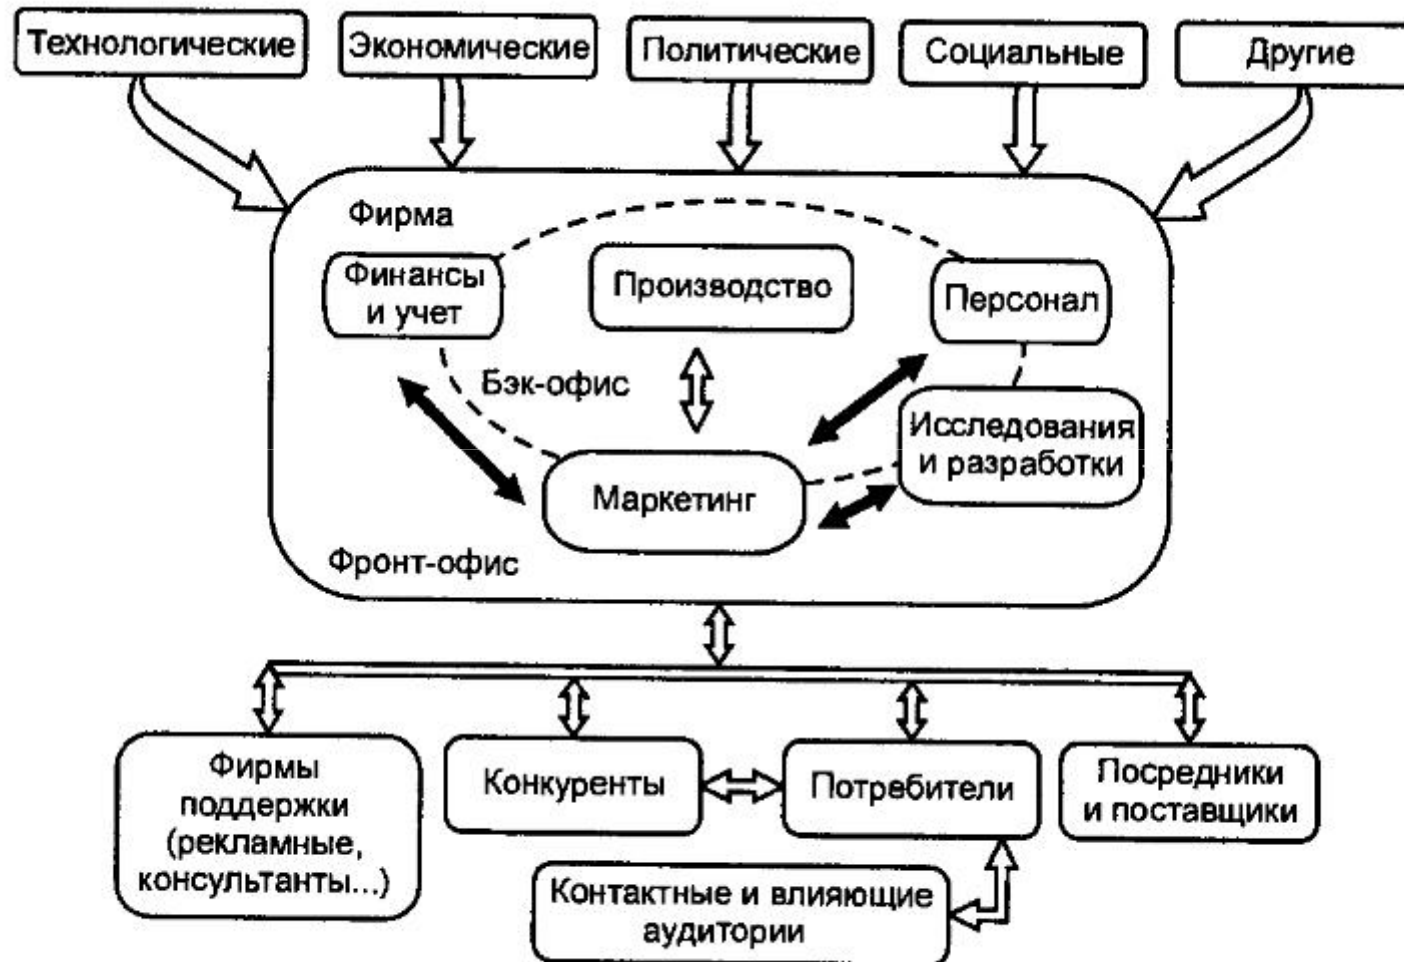 Технологические
Экономические
Политические
Социальные
Другие
Фирма
Финансы
и учет
Производство
Персонал
Бэк-офис
Исследования
и разработки
Маркетинг
Фронт-офис
Фирмы
поддержки
(рекламные,
консультанты...)
Конкуренты
Потребители
Посредники
и поставщики
Контактные и влияющие
аудитории